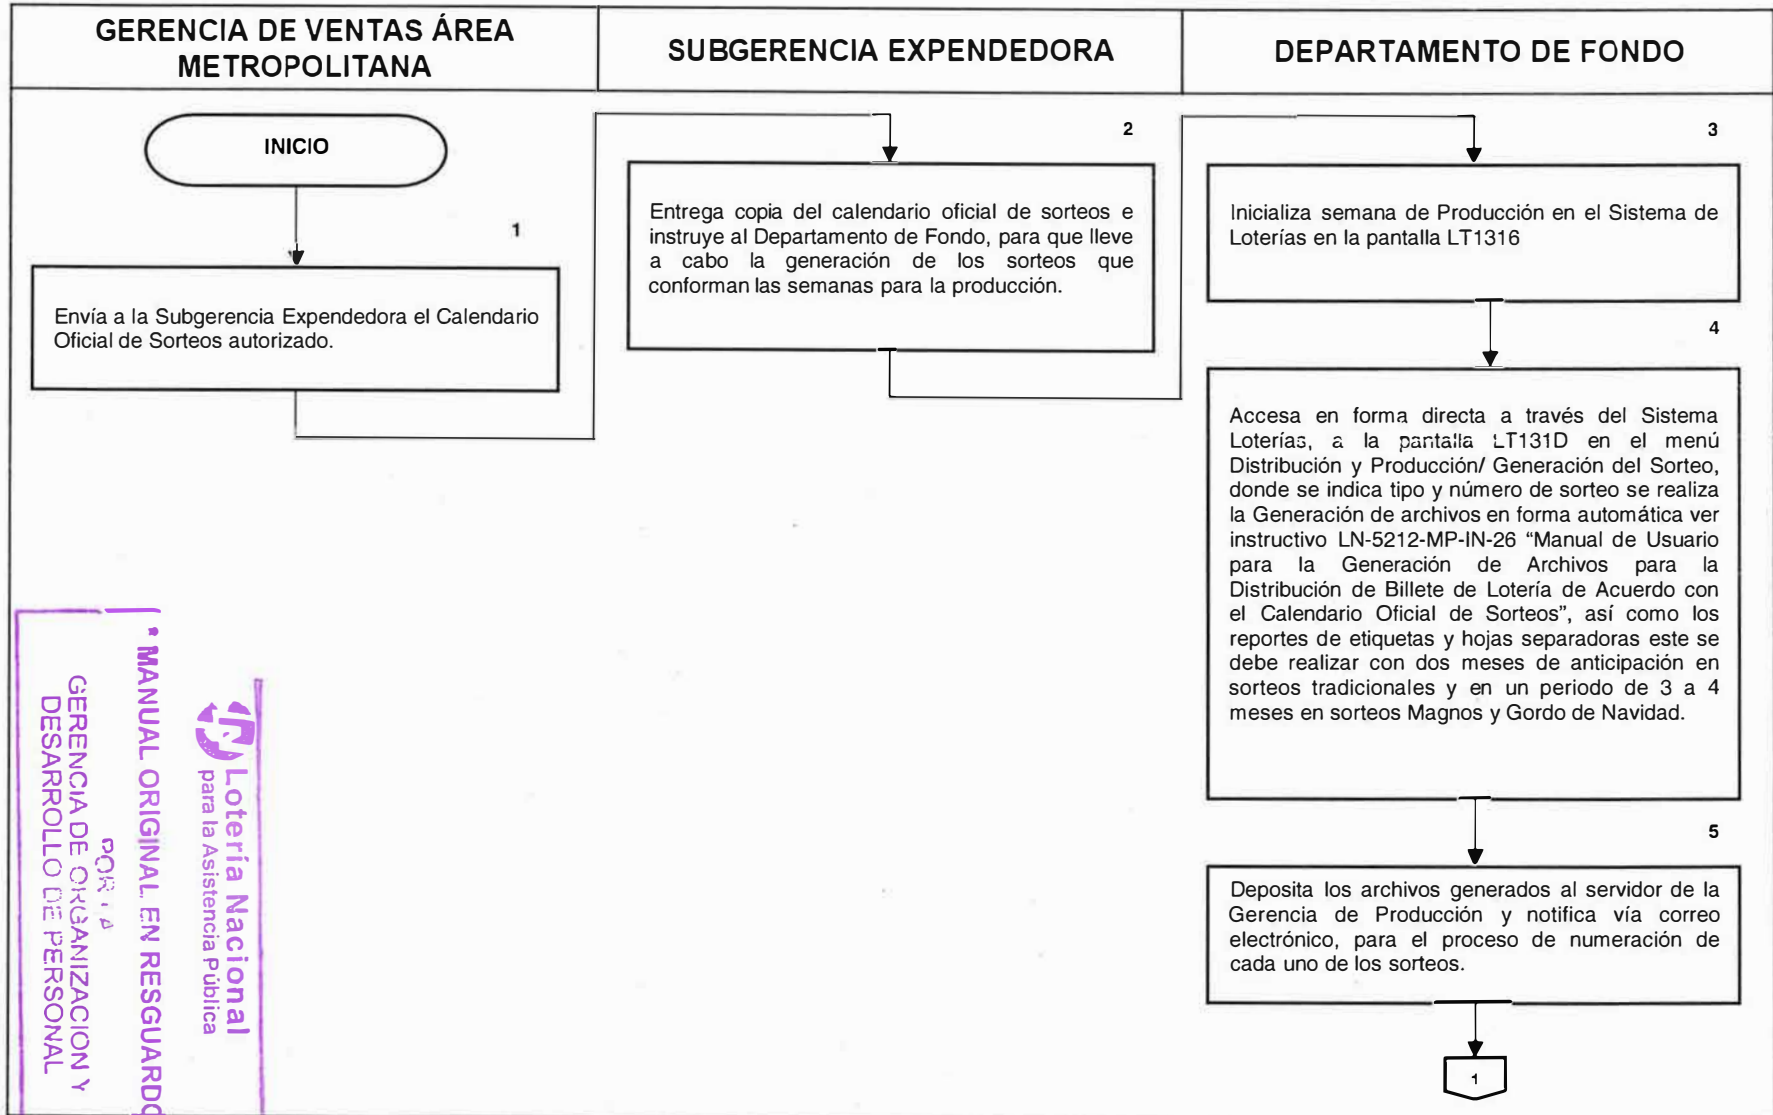 GERENCIA DE VENTAS ÁREA
METROPOLITANA
SUBGERENCIA EXPENDEDORA
DEPARTAMENTO DE FONDO
INICIO
1
Envía a la Subgerencia Expendedora el Calendario
Oficial de Sorteos autorizado.
2
Entrega copia del calendario oficial de sorteos e
instruye al Departamento de Fondo, para que lleve
a cabo la generación de los sorteos que
conforman las semanas para la producción.
3
Inicializa semana de Producción en el Sistema de
Loterías en la pantalla LT1316
4
Accesa en forma directa a través del Sistema
Loterías, a la pantalla LT131D en el menú
Distribución y Producción/ Generación del Sorteo,
donde se indica tipo y número de sorteo se realiza
la Generación de archivos en forma automática ver
instructivo LN-5212-MP-IN-26 “Manual de Usuario
para la Generación de Archivos para la
Distribución de Billete de Lotería de Acuerdo con
el Calendario Oficial de Sorteos”, así como los
reportes de etiquetas y hojas separadoras este se
debe realizar con dos meses de anticipación en
sorteos tradicionales y en un periodo de 3 a 4
meses en sorteos Magnos y Gordo de Navidad.
5
Deposita los archivos generados al servidor de la
Gerencia de Producción y notifica vía correo
electrónico, para el proceso de numeración de
cada uno de los sorteos.
1
Lotería Nacional
para la Asistencia Pública
MANUAL ORIGINAL EN RESGUARDO
POR LA
GERENCIA DE ORGANIZACION Y
DESARROLLO DE PERSONAL